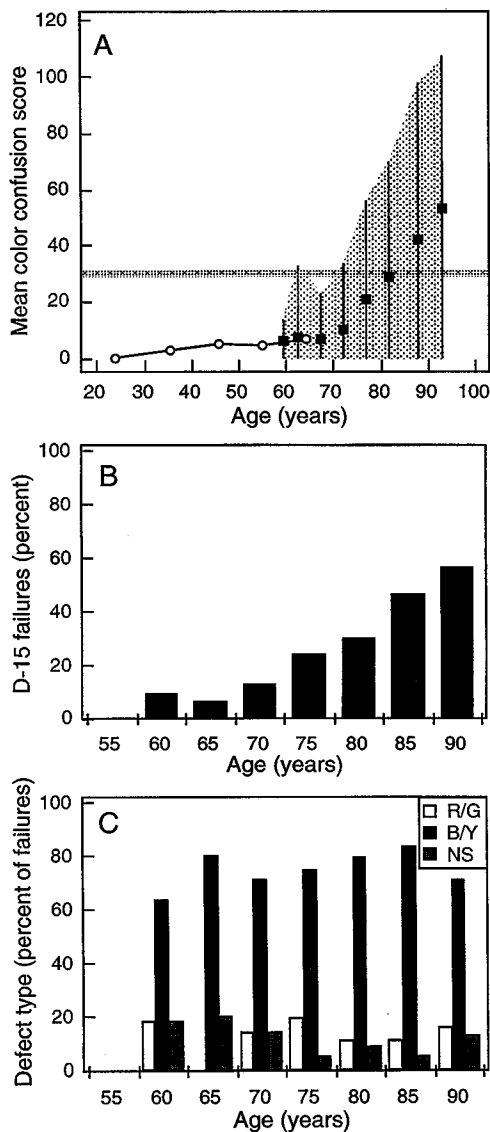 A
Mean color confusion score
120
100
80
60
40
20
0
20 30 40 50 60 70 80 90 100
Age (years)
B
D-15 failures (percent)
100
80
60
40
20
0
55 60 65 70 75 80 85 90
Age (years)
C
Defect type (percent of failures)
R/G
B/Y
NS
100
80
60
40
20
0
55 60 65 70 75 80 85 90
Age (years)